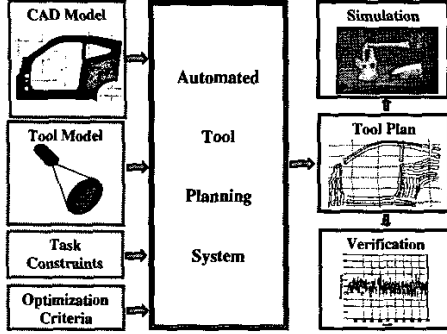 CAD Model
Tool Model
Task
Constraints
Optimization
Criteria
Automated
Tool
Planning
System
Simulation
Tool Plan
Verification